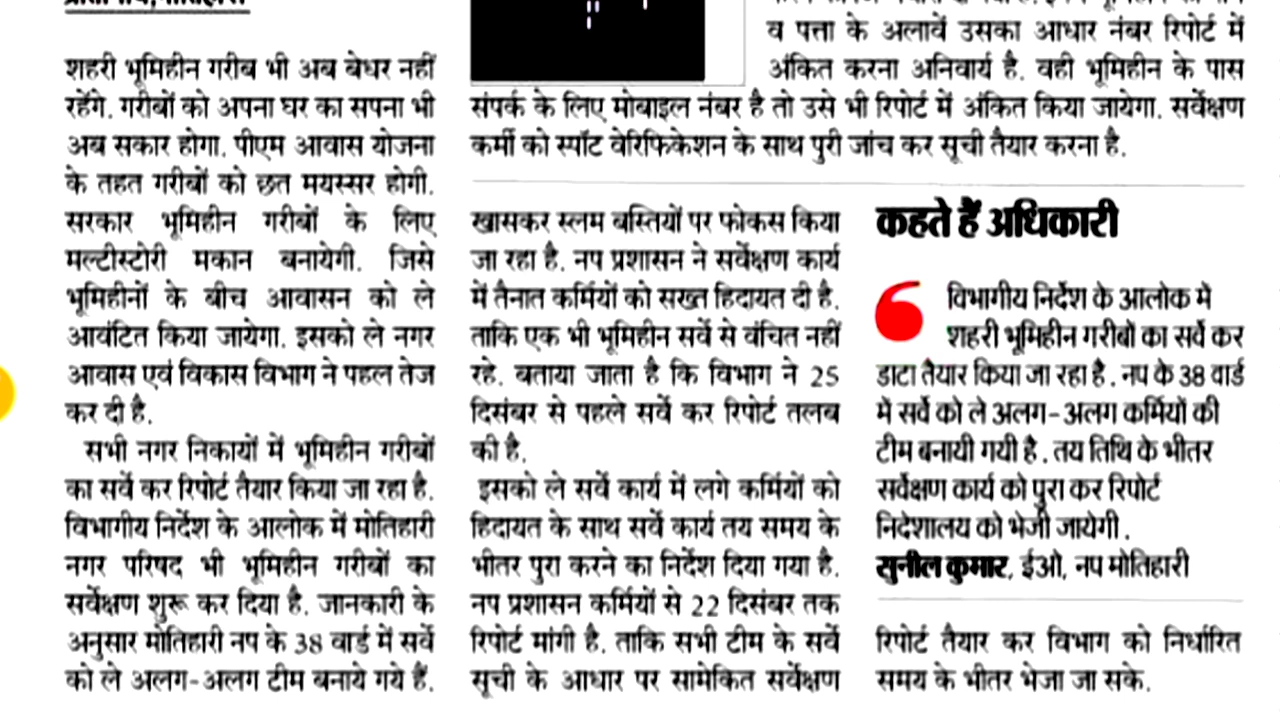 शहरी भूमिहीन गरीब भी अब बेधर नहीं
रहेंगे. गरीबों को अपना घर का सपना भी
अब सकार होगा. पीएम आवास योजना
के तहत गरीबों को छत मयस्सर होगी.
सरकार भूमिहीन गरीबों के लिए
मल्टीस्टोरी मकान बनायेगी. जिसे
भूमिहीनों के बीच आवासन को ले
आवंटित किया जायेगा. इसको ले नगर
आवास एवं विकास विभाग ने पहल तेज
कर दी है.
सभी नगर निकायों में भूमिहीन गरीबों
का सर्वे कर रिपोर्ट तैयार किया जा रहा है.
विभागीय निर्देश के आलोक में मोतिहारी
नगर परिषद भी भूमिहीन गरीबों का
सर्वेक्षण शुरू कर दिया है. जानकारी के
अनुसार मोतिहारी नप के 38 वार्ड में सर्वे
को ले अलग-अलग टीम बनाये गये हैं.
व पत्ता के अलावें उसका आधार नंबर रिपोर्ट में
अंकित करना अनिवार्य है. वही भूमिहीन के पास
संपर्क के लिए मोबाइल नंबर है तो उसे भी रिपोर्ट में अंकित किया जायेगा. सर्वेक्षण
कर्मी को स्पॉट वेरिफिकेशन के साथ पुरी जांच कर सूची तैयार करना है.
खासकर स्लम बस्तियों पर फोकस किया
जा रहा है. नप प्रशासन ने सर्वेक्षण कार्य
में तैनात कर्मियों को सख्त हिदायत दी है.
ताकि एक भी भूमिहीन सर्वे से वंचित नहीं
रहे. बताया जाता है कि विभाग ने 25
दिसंबर से पहले सर्वे कर रिपोर्ट तलब
की है.
इसको ले सर्वे कार्य में लगे कर्मियों को
हिदायत के साथ सर्वे कार्य तय समय के
भीतर पुरा करने का निर्देश दिया गया है.
नप प्रशासन कर्मियों से 22 दिसंबर तक
रिपोर्ट मांगी है. ताकि सभी टीम के सर्वे
सूची के आधार पर सामेकित सर्वेक्षण
कहते हैं अधिकारी
विभागीय निर्देश के आलोक में
शहरी भूमिहीन गरीबों का सर्वे कर
डाटा तैयार किया जा रहा है. नप के 38 वार्ड
में सर्वे को ले अलग-अलग कर्मियों की
टीम बनायी गयी है. तय तिथि के भीतर
सर्वेक्षण कार्य को पुरा कर रिपोर्ट
निदेशालय को भेजी जायेगी.
सुनील कुमार, ईओ, नप मोतिहारी
रिपोर्ट तैयार कर विभाग को निर्धारित
समय के भीतर भेजा जा सके.